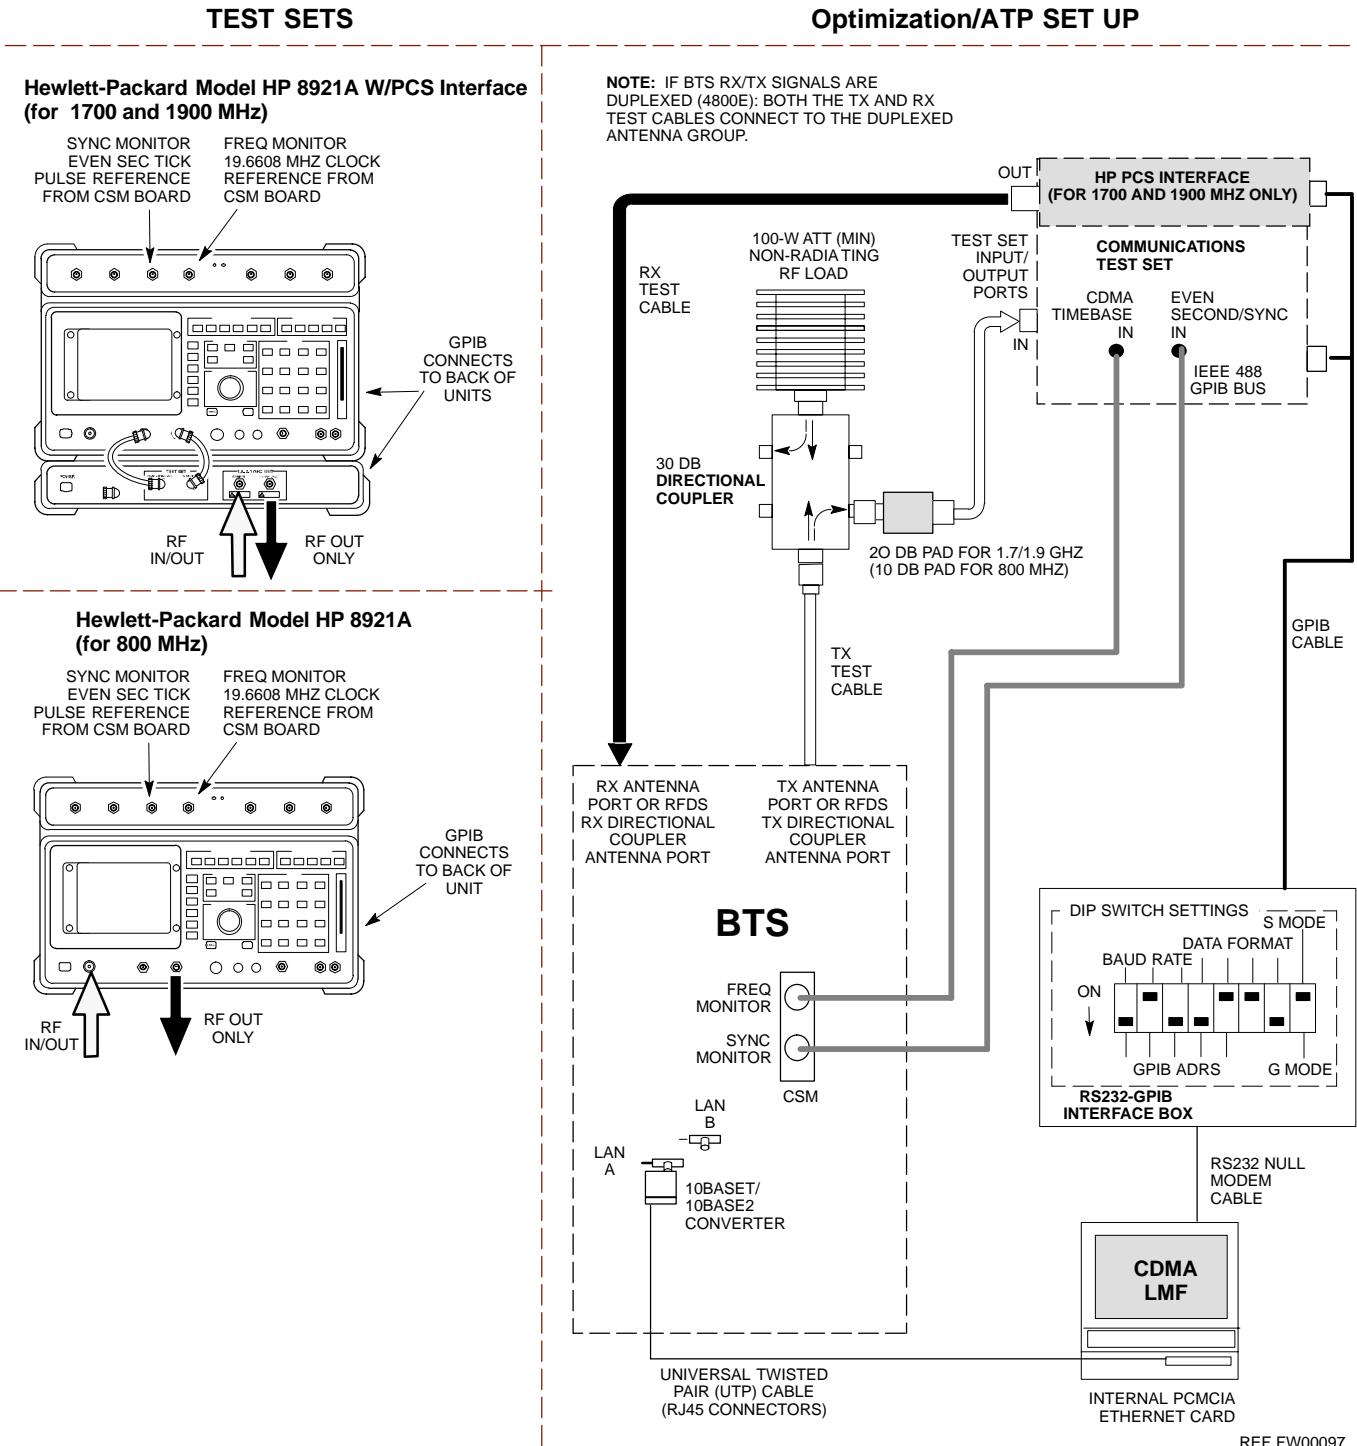 TEST SETS
Optimization/ATP SET UP
Hewlett-Packard Model HP 8921A W/PCS Interface
(for 1700 and 1900 MHz)
SYNC MONITOR
EVEN SEC TICK
PULSE REFERENCE
FROM CSM BOARD
FREQ MONITOR
19.6608 MHZ CLOCK
REFERENCE FROM
CSM BOARD
GPIB
CONNECTS
TO BACK OF
UNITS
POWER
TEST SET
RF
IN/OUT
RF OUT
ONLY
Hewlett-Packard Model HP 8921A
(for 800 MHz)
SYNC MONITOR
EVEN SEC TICK
PULSE REFERENCE
FROM CSM BOARD
FREQ MONITOR
19.6608 MHZ CLOCK
REFERENCE FROM
CSM BOARD
GPIB
CONNECTS
TO BACK OF
UNIT
RF
IN/OUT
RF OUT
ONLY
NOTE: IF BTS RX/TX SIGNALS ARE
DUPLEXED (4800E): BOTH THE TX AND RX
TEST CABLES CONNECT TO THE DUPLEXED
ANTENNA GROUP.
OUT
HP PCS INTERFACE
(FOR 1700 AND 1900 MHZ ONLY)
RX
TEST
CABLE
100-W ATT (MIN)
NON-RADIA TING
RF LOAD
TEST SET
INPUT/
OUTPUT
PORTS
IN
COMMUNICATIONS
TEST SET
CDMA
TIMEBASE
IN
EVEN
SECOND/SYNC
IN
IEEE 488
GPIB BUS
30 DB
DIRECTIONAL
COUPLER
2O DB PAD FOR 1.7/1.9 GHZ
(10 DB PAD FOR 800 MHZ)
TX
TEST
CABLE
GPIB
CABLE
RX ANTENNA
PORT OR RFDS
RX DIRECTIONAL
COUPLER
ANTENNA PORT
TX ANTENNA
PORT OR RFDS
TX DIRECTIONAL
COUPLER
ANTENNA PORT
BTS
FREQ
MONITOR
SYNC
MONITOR
CSM
LAN
B
LAN
A
10BASET/
10BASE2
CONVERTER
DIP SWITCH SETTINGS
S MODE
DATA FORMAT
BAUD RATE
ON
GPIB ADRS
G MODE
RS232-GPIB
INTERFACE BOX
RS232 NULL
MODEM
CABLE
CDMA
LMF
UNIVERSAL TWISTED
PAIR (UTP) CABLE
(RJ45 CONNECTORS)
INTERNAL PCMCIA
ETHERNET CARD
REF FW00097